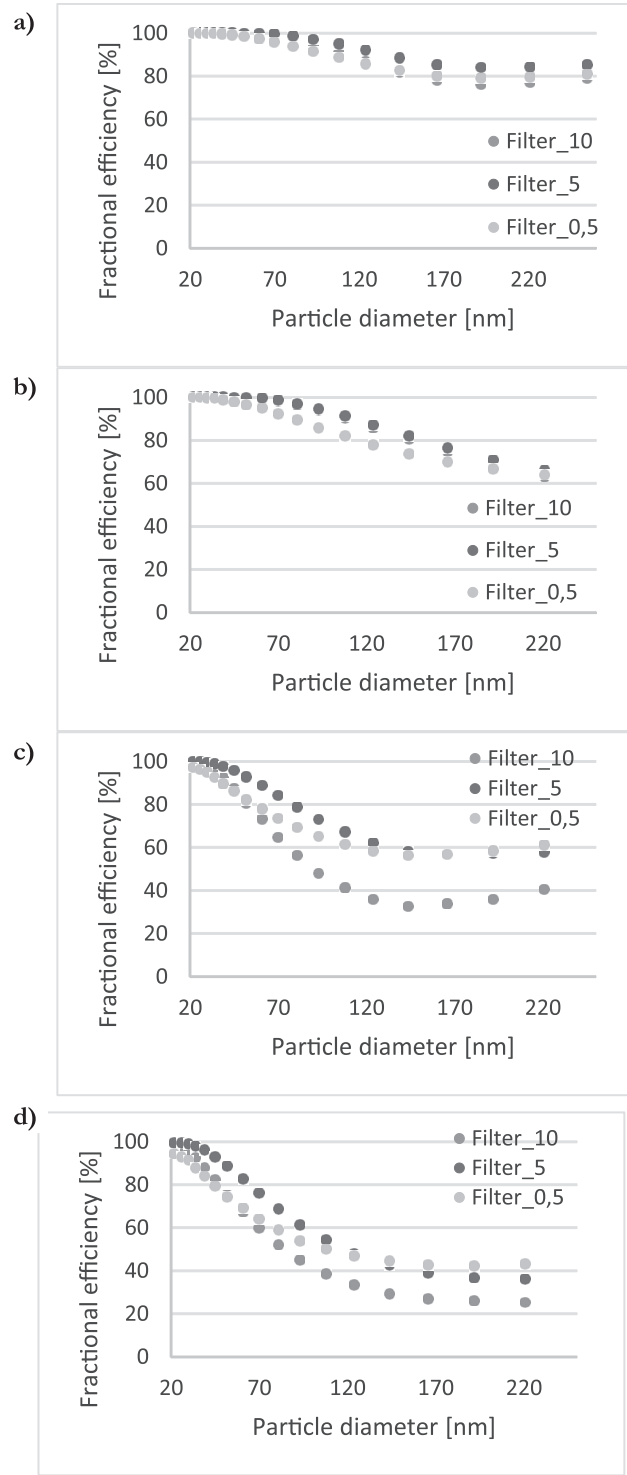 a)
Fractional efficiency [%]
100
80
60
40
20
0
Filter_10
Filter_5
Filter_0,5
20 70 120 170 220
Particle diameter [nm]
b)
Fractional efficiency [%]
100
80
60
40
20
0
Filter_10
Filter_5
Filter_0,5
20 70 120 170 220
Particle diameter [nm]
c)
Fractional efficiency [%]
100
80
60
40
20
0
Filter_10
Filter_5
Filter_0,5
20 70 120 170 220
Particle diameter [nm]
d)
Fractional efficiency [%]
100
80
60
40
20
0
Filter_10
Filter_5
Filter_0,5
20 70 120 170 220
Particle diameter [nm]